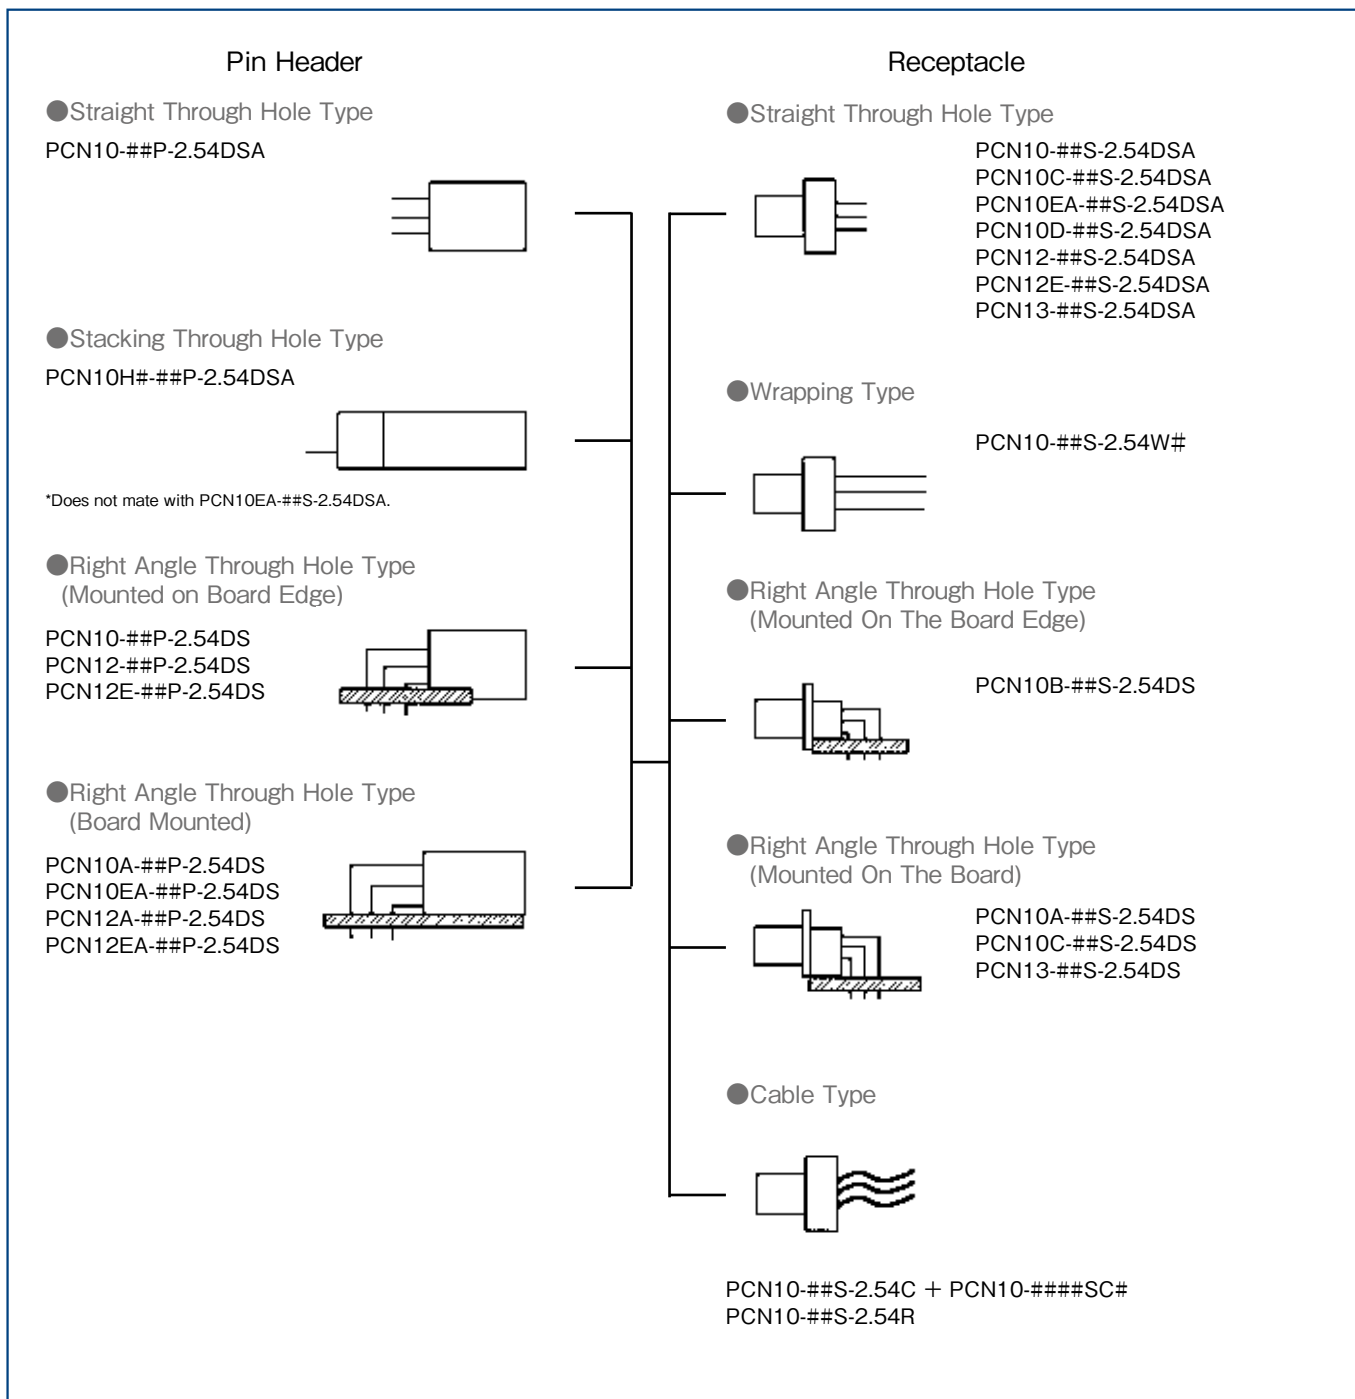 Pin Header
●Straight Through Hole Type
PCN10-##P-2.54DSA
●Stacking Through Hole Type
PCN10H#-##P-2.54DSA
*Does not mate with PCN10EA-##S-2.54DSA.
●Right Angle Through Hole Type
(Mounted on Board Edge)
PCN10-##P-2.54DS
PCN12-##P-2.54DS
PCN12E-##P-2.54DS
●Right Angle Through Hole Type
(Board Mounted)
PCN10A-##P-2.54DS
PCN10EA-##P-2.54DS
PCN12A-##P-2.54DS
PCN12EA-##P-2.54DS
Receptacle
●Straight Through Hole Type
PCN10-##S-2.54DSA
PCN10C-##S-2.54DSA
PCN10EA-##S-2.54DSA
PCN10D-##S-2.54DSA
PCN12-##S-2.54DSA
PCN12E-##S-2.54DSA
PCN13-##S-2.54DSA
●Wrapping Type
PCN10-##S-2.54W#
●Right Angle Through Hole Type
(Mounted On The Board Edge)
PCN10B-##S-2.54DS
●Right Angle Through Hole Type
(Mounted On The Board)
PCN10A-##S-2.54DS
PCN10C-##S-2.54DS
PCN13-##S-2.54DS
●Cable Type
PCN10-##S-2.54C + PCN10-####SC#
PCN10-##S-2.54R